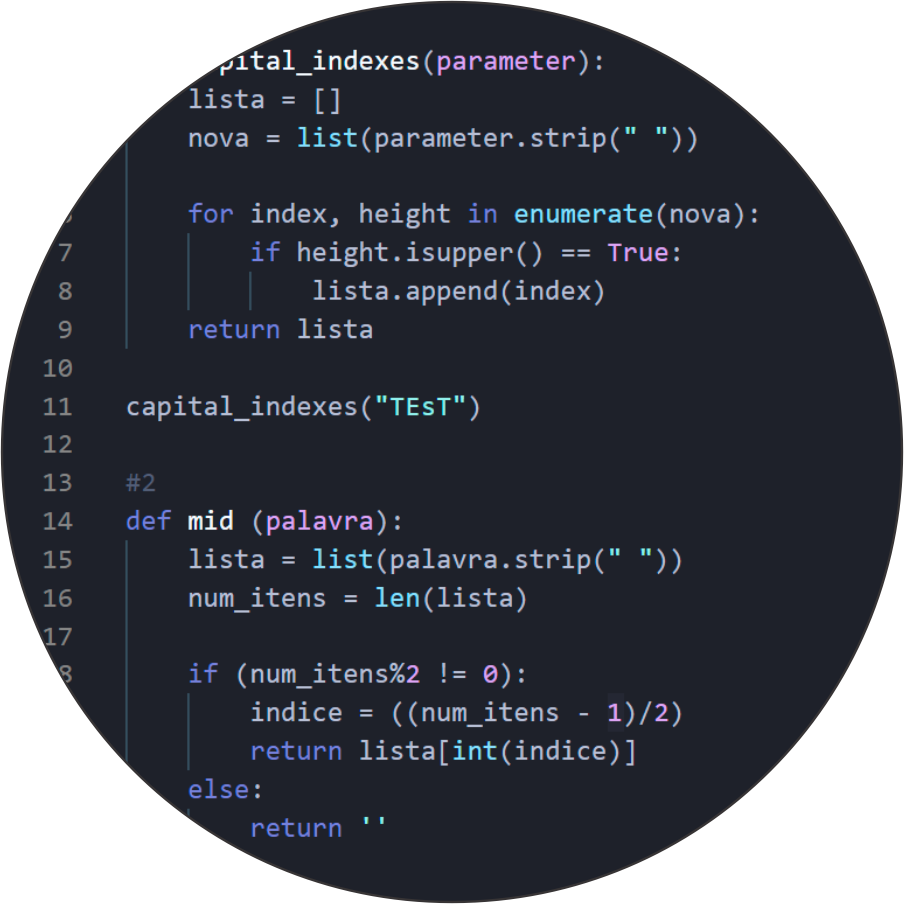 pital_indexes(parameter):
lista = []
nova = list(parameter.strip(" "))
for index, height in enumerate(nova):
7 if height.isupper() == True:
8 lista.append(index)
9 return lista
10
11 capital_indexes("TEsT")
12
13 #2
14 def mid (palavra):
15 lista = list(palavra.strip(" "))
16 num_itens = len(lista)
17
8 if (num_itens%2 != 0):
indice = ((num_itens - 1)/2)
return lista[int(indice)]
else:
return ''